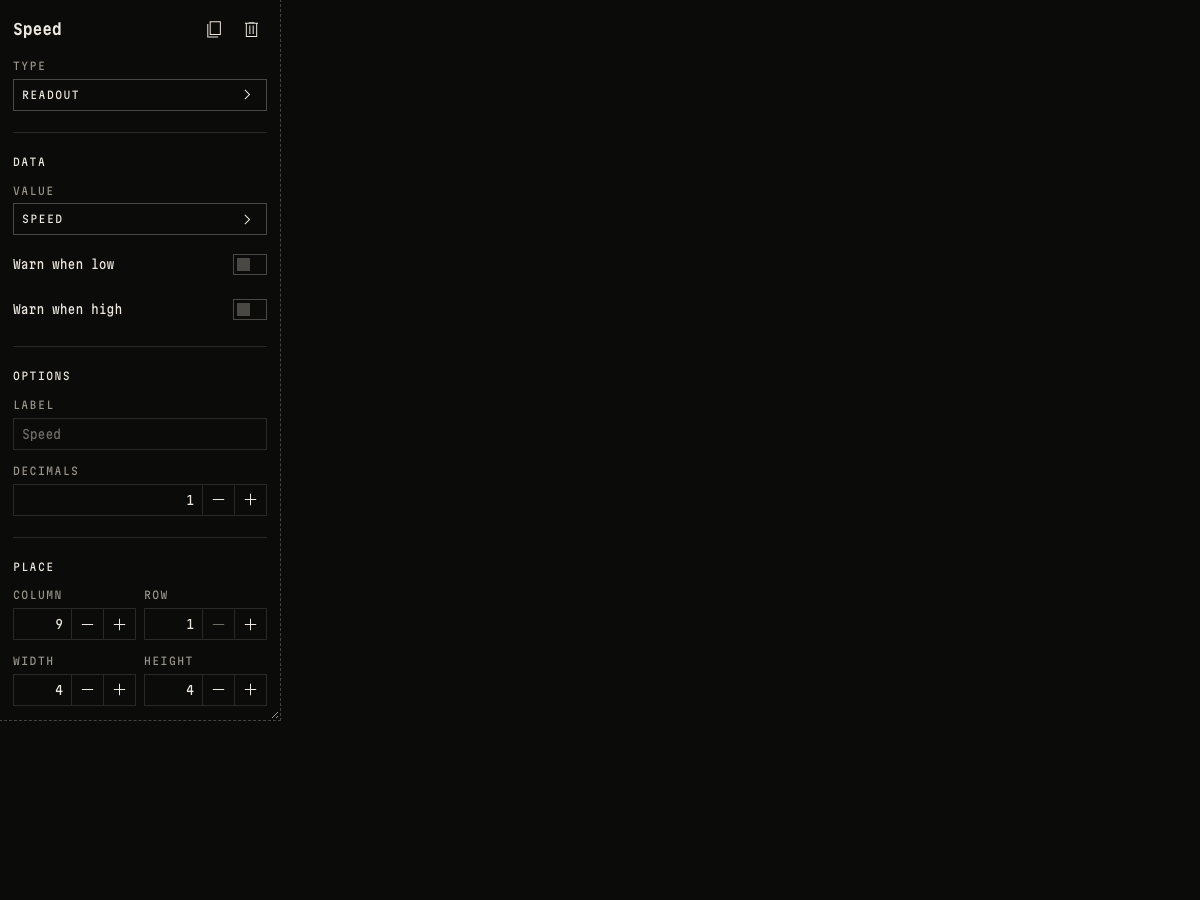 Speed
TYPE
READOUT
DATA
VALUE
SPEED
Warn when low
Warn when high
OPTIONS
LABEL
Speed
DECIMALS
1
PLACE
COLUMN ROW
9 1
WIDTH HEIGHT
4 4